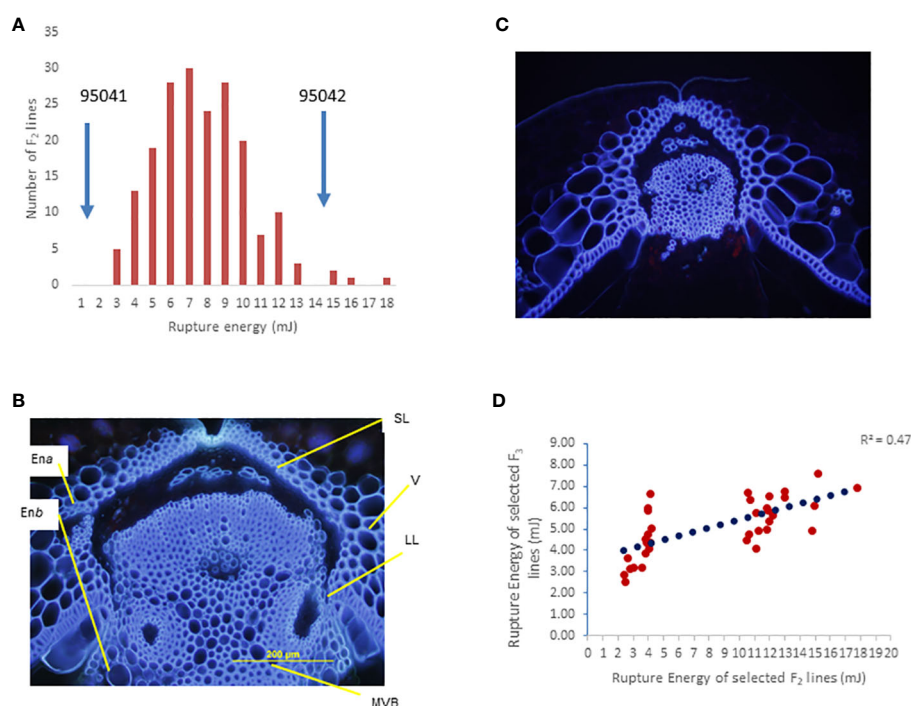 A
35
30
25
20
15
10
5
0
Number of F₂ lines
95041
95042
1 2 3 4 5 6 7 8 9 10 11 12 13 14 15 16 17 18
Rupture energy (mJ)
C
B
SL
Ena
V
Enb
LL
200 µm
MVB
D
9.00
8.00
7.00
6.00
5.00
4.00
3.00
2.00
1.00
0.00
Rupture Energy of selected F₃
lines (mJ)
R² = 0.47
0 1 2 3 4 5 6 7 8 9 10 11 12 13 14 15 16 17 18 19 20
Rupture Energy of selected F₂ lines (mJ)